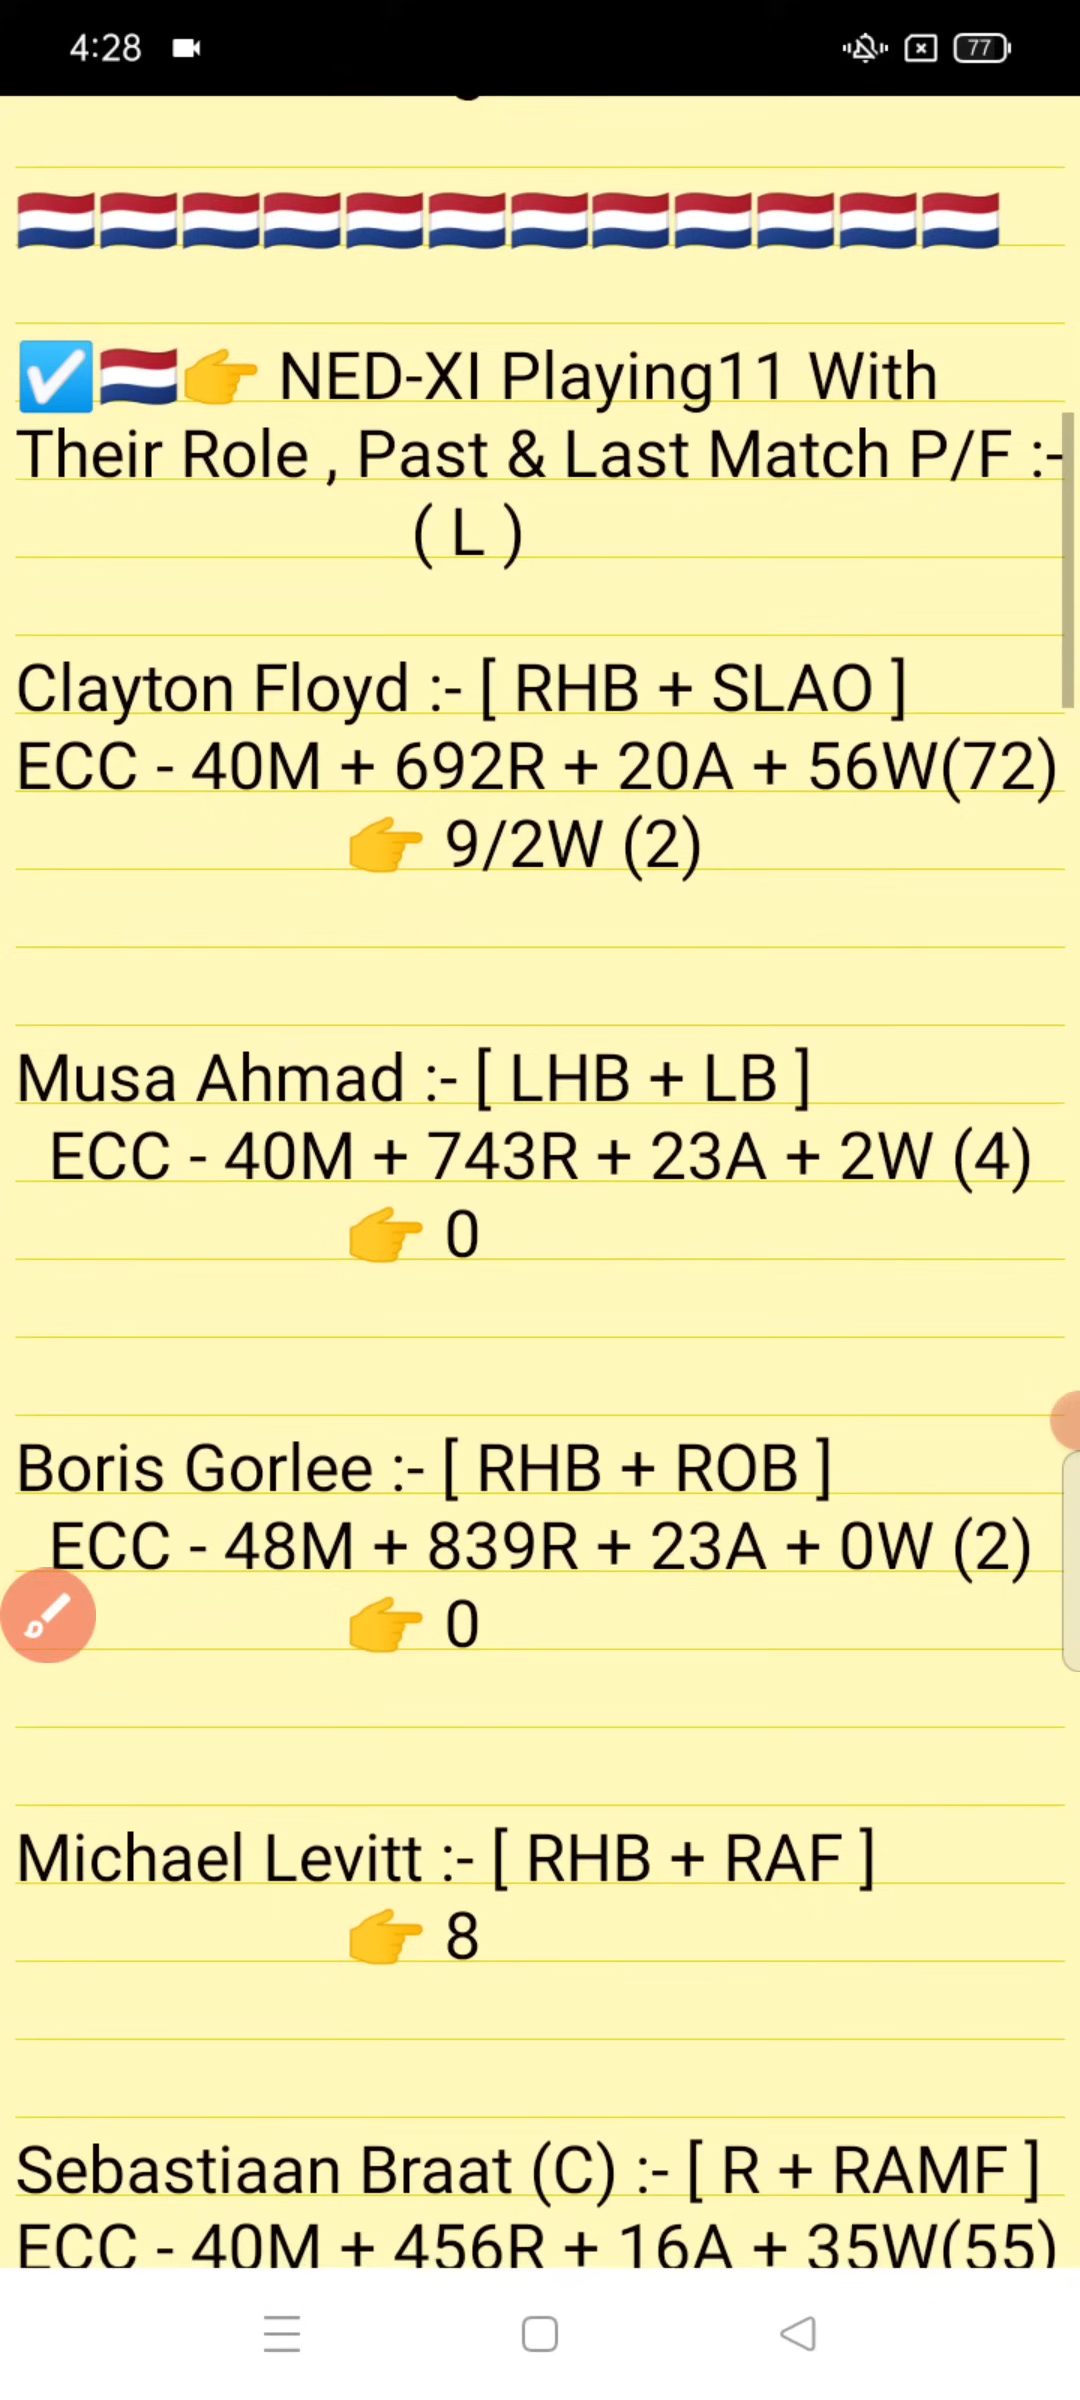 4:28
77
☑️🇳🇱👉 NED-XI Playing11 With
Their Role , Past & Last Match P/F :-
( L )
Clayton Floyd :- [ RHB + SLAO ]
ECC - 40M + 692R + 20A + 56W(72)
👉 9/2W (2)
Musa Ahmad :- [ LHB + LB ]
ECC - 40M + 743R + 23A + 2W (4)
👉 0
Boris Gorlee :- [ RHB + ROB ]
ECC - 48M + 839R + 23A + 0W (2)
👉 0
Michael Levitt :- [ RHB + RAF ]
👉 8
Sebastiaan Braat (C) :- [ R + RAMF ]
ECC - 40M + 456R + 16A + 35W(55)